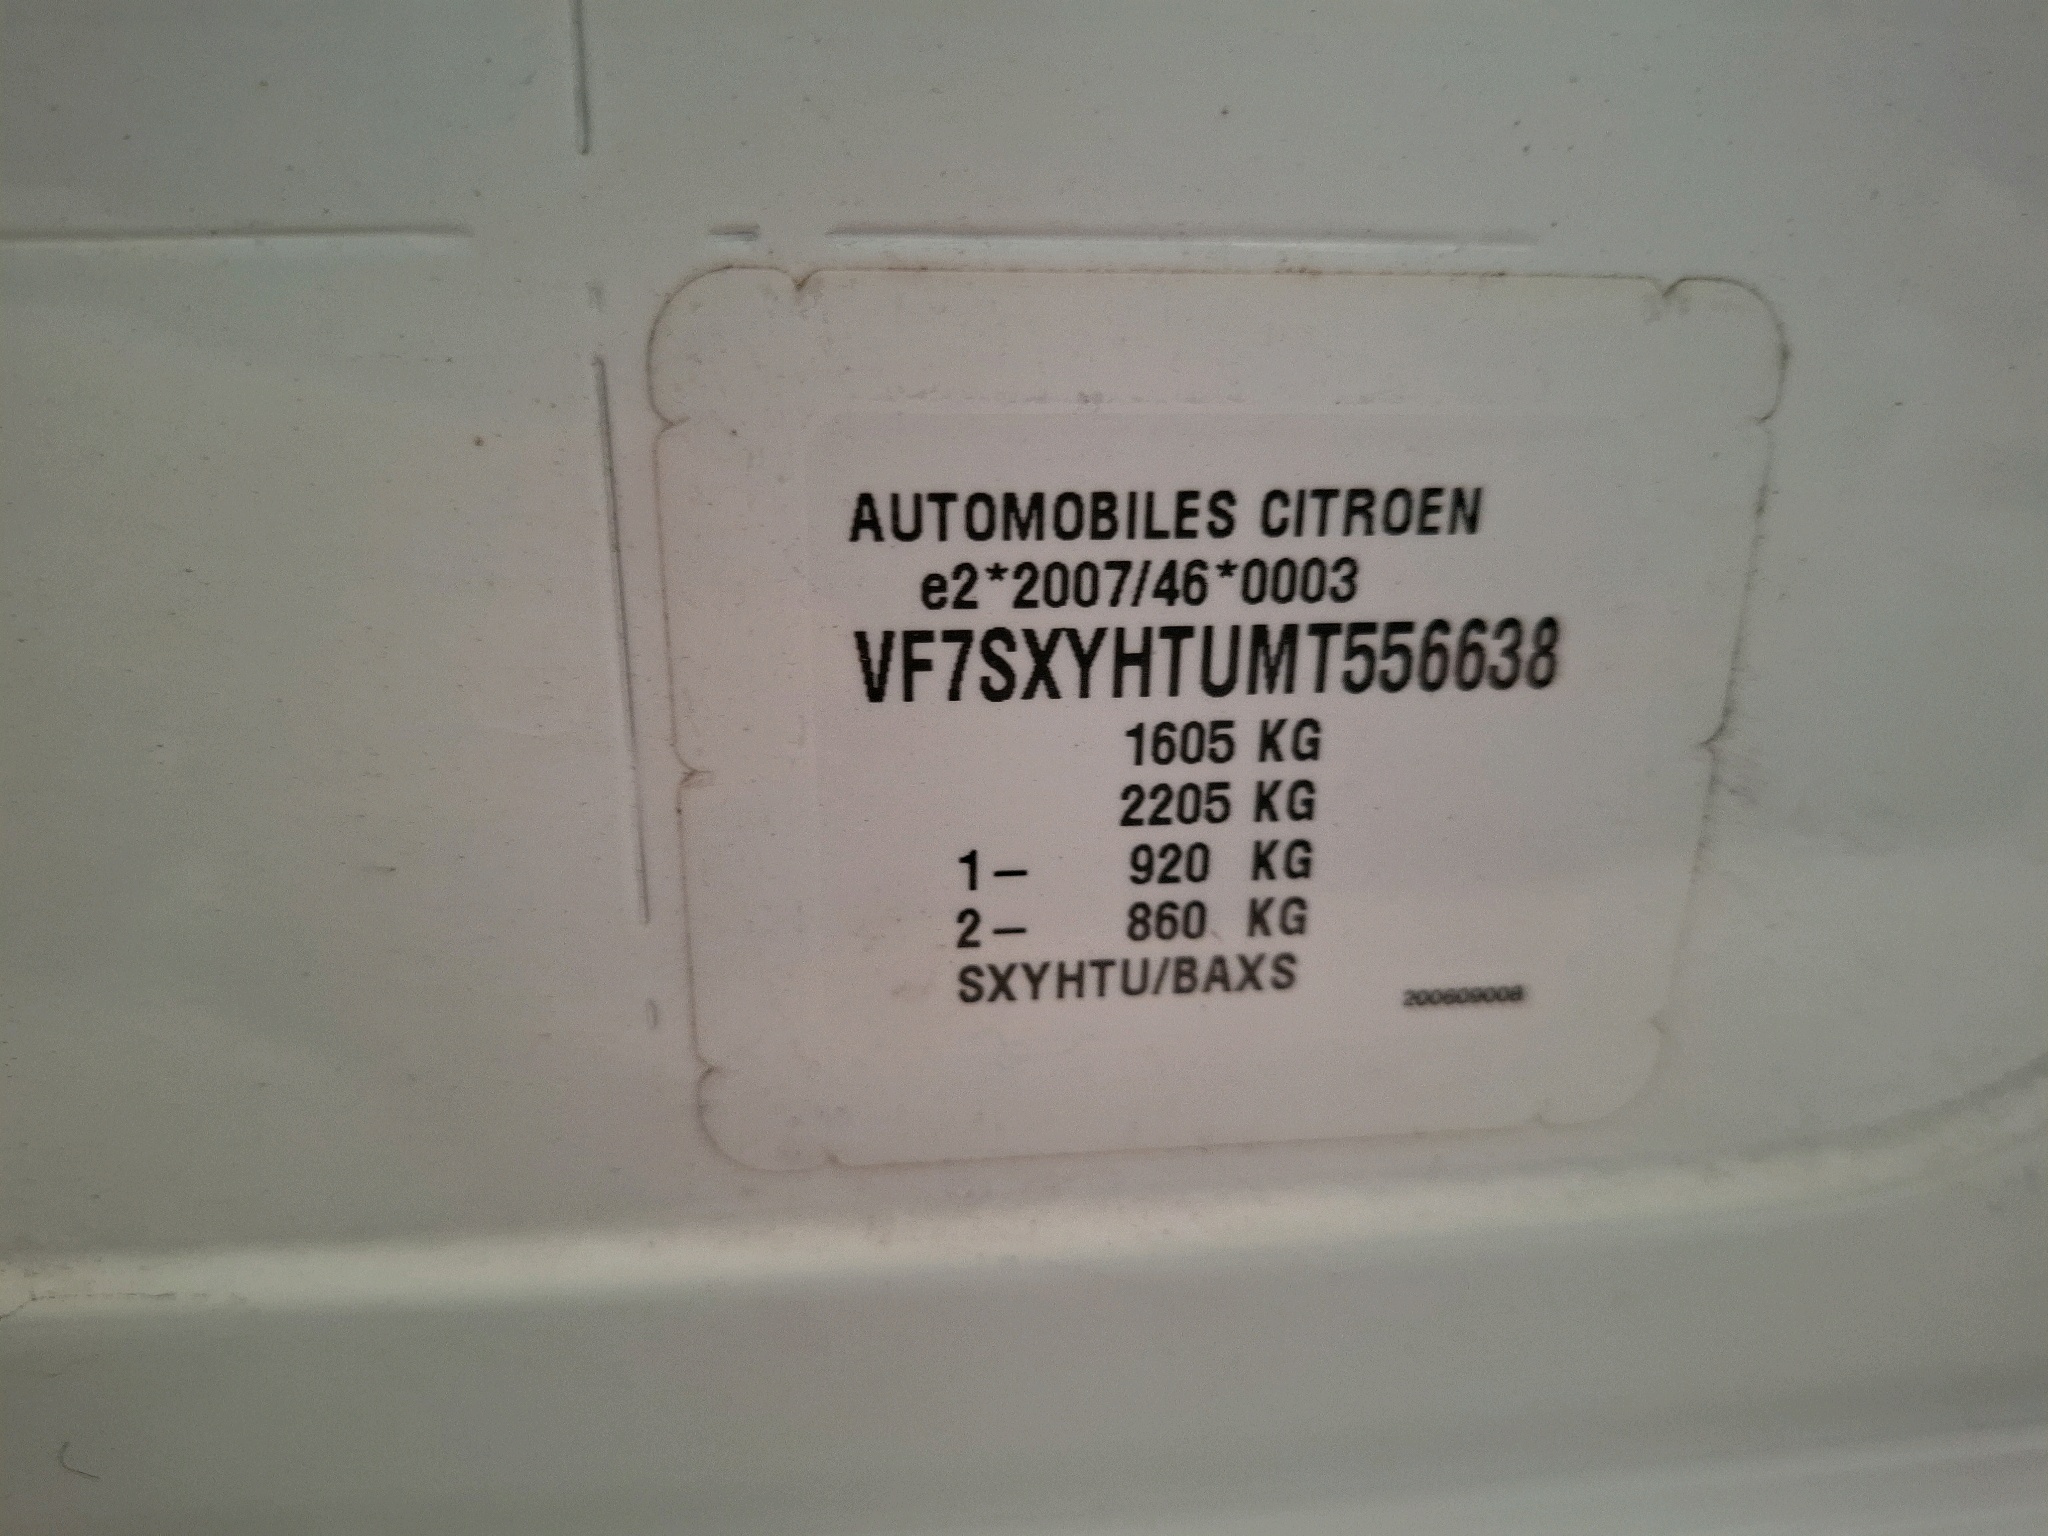 AUTOMOBILES CITROEN
e2*2007/46*0003
VF7SXYHTUMT556638
1605 KG
2205 KG
1- 920 KG
2- 860 KG
SXYHTU/BAXS
200609008